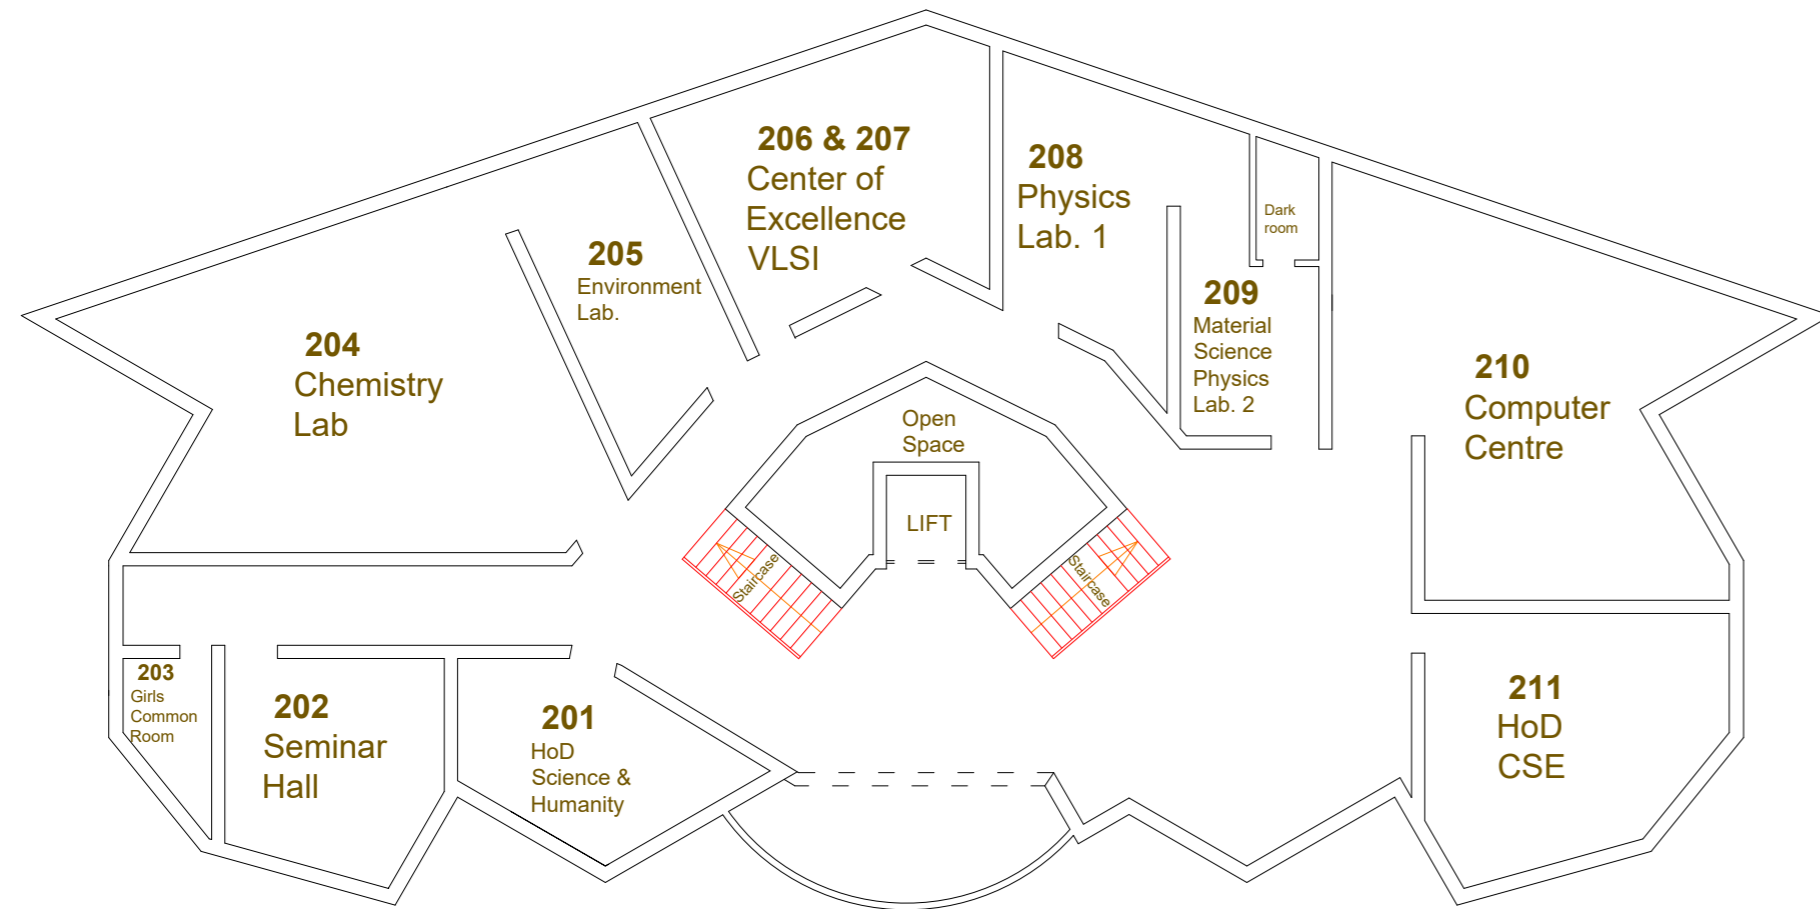 206 & 207
Center of
Excellence
VLSI
208
Physics
Lab. 1
Dark
room
205
Environment
Lab.
209
Material
Science
Physics
Lab. 2
204
Chemistry
Lab
210
Computer
Centre
Open
Space
LIFT
Staircase
Staircase
203
Girls
Common
Room
202
Seminar
Hall
201
HoD
Science &
Humanity
211
HoD
CSE